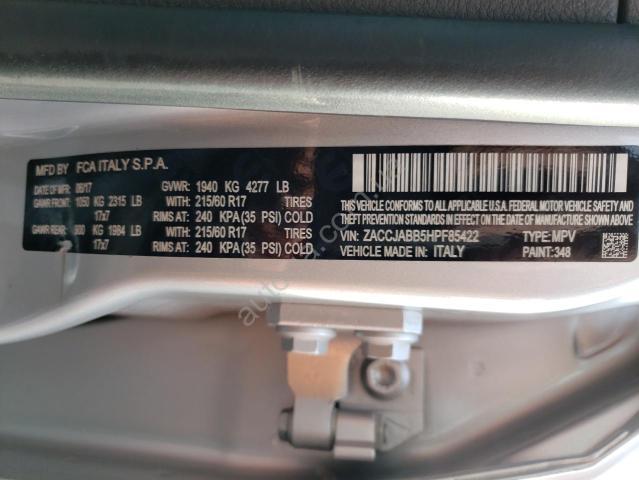 MFD BY FCA ITALY S.P.A.
DATE OF MFR 06/17 GVWR: 1940 KG 4277 LB
GAWR FRONT: 1050 KG 2315 LB WITH 215/60 R17 TIRES
17x7 RIMS AT: 240 KPA(35 PSI) COLD
GAWR REAR: 900 KG 1984 LB WITH 215/60 R17 TIRES
17x7 RIMS AT: 240 KPA(35 PSI) COLD
THIS VEHICLE CONFORMS TO ALL APPLICABLE U.S.A. FEDERAL MOTOR VEHICLE SAFETY
BUMPER AND THEFT PREVENTION STANDARDS IN EFFECT ON THE DATE OF MFR SHOWN ABOVE
VIN: ZACCJABB5HPF85422 TYPE: MPV
VEHICLE MADE IN: ITALY PAINT:348